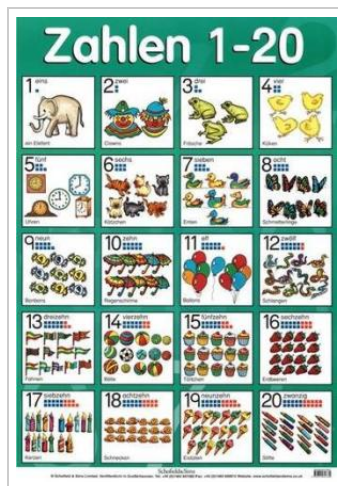 Zahlen 1-20
1 eins
ein Elefant
2 zwei
Clowns
3 drei
Frösche
4 vier
Küken
5 fünf
Uhren
6 sechs
Kätzchen
7 sieben
Enten
8 acht
Schmetterlinge
9 neun
Bonbons
10 zehn
Regenschirme
11 elf
Ballons
12 zwölf
Schlangen
13 dreizehn
Fahnen
14 vierzehn
Bälle
15 fünfzehn
Törtchen
16 sechzehn
Erdbeeren
17 siebzehn
Kerzen
18 achtzehn
Schnecken
19 neunzehn
Eistüten
20 zwanzig
Stifte
Schofield&Sims